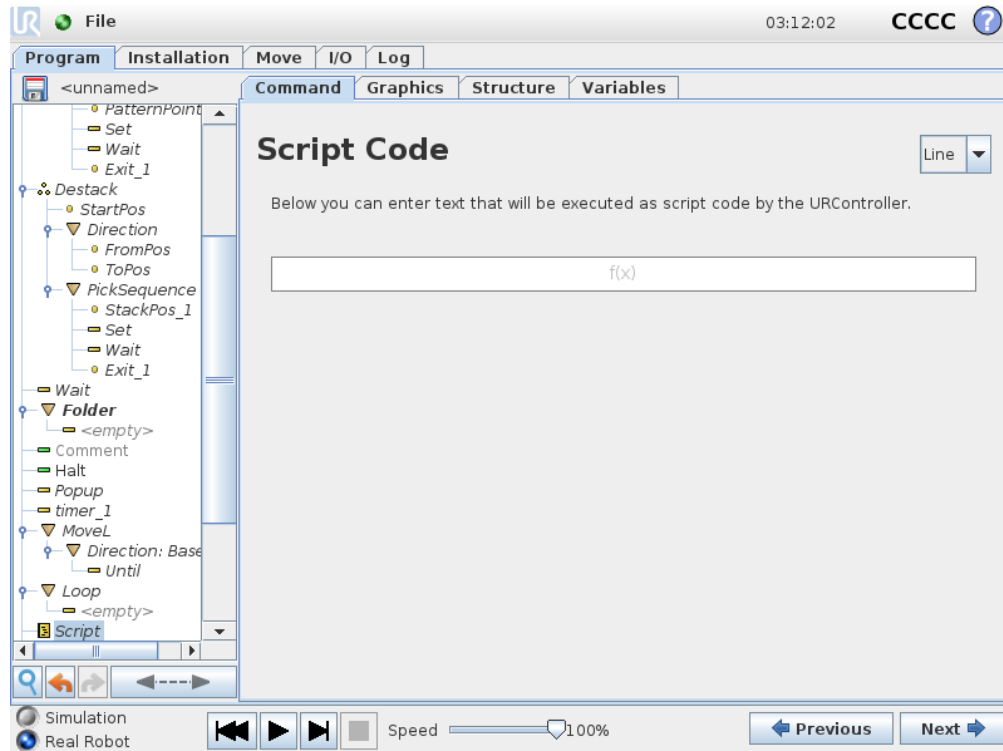 UR File 03:12:02 CCCC ?
Program Installation Move I/O Log
<unnamed>
Command Graphics Structure Variables
PatternPoint
Set
Wait
Exit_1
Destack
StartPos
Direction
FromPos
ToPos
PickSequence
StackPos_1
Set
Wait
Exit_1
Wait
Folder
<empty>
Comment
Halt
Popup
timer_1
MoveL
Direction: Base
Until
Loop
<empty>
Script
Script Code
Line
Below you can enter text that will be executed as script code by the URController.
f(x)
Simulation
Real Robot
Speed 100%
Previous Next